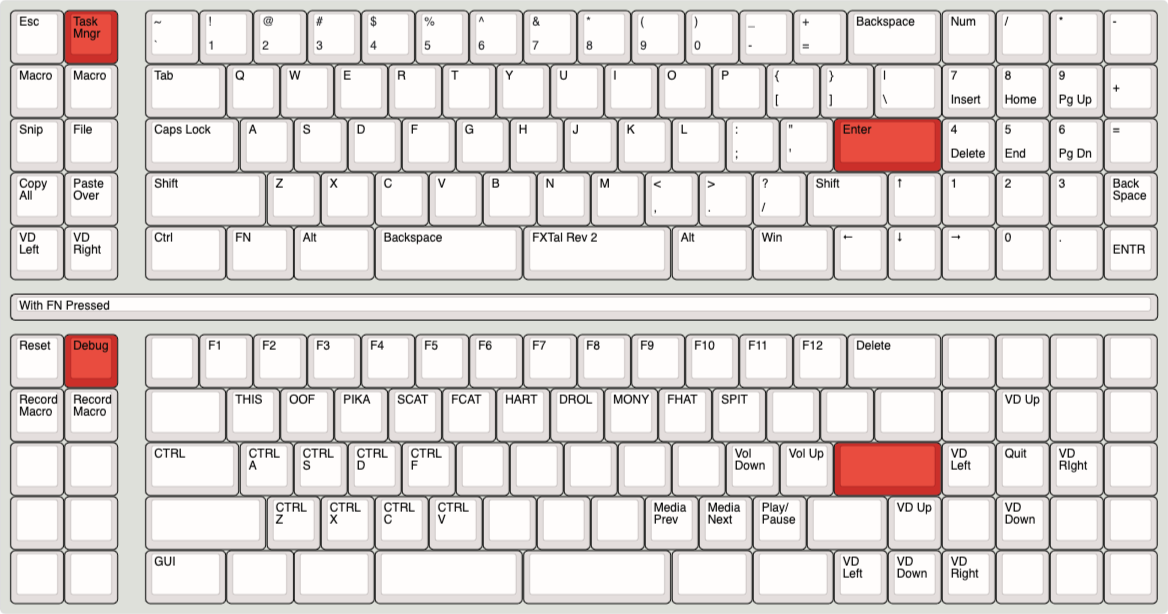 Esc Task Mngr ~ ` ! 1 @ 2 # 3 $ 4 % 5 ^ 6 & 7 * 8 ( 9 ) 0 _ - + = Backspace Num / * -
Macro Macro Tab Q W E R T Y U I O P { [ } ] | \ 7 Insert 8 Home 9 Pg Up +
Snip File Caps Lock A S D F G H J K L : ; " ' Enter 4 Delete 5 End 6 Pg Dn =
Copy All Paste Over Shift Z X C V B N M < , > . ? / Shift ↑ 1 2 3 Back Space
VD Left VD Right Ctrl FN Alt Backspace FXTal Rev 2 Alt Win ← ↓ → 0 . ENTR
With FN Pressed
Reset Debug F1 F2 F3 F4 F5 F6 F7 F8 F9 F10 F11 F12 Delete
Record Macro Record Macro THIS OOF PIKA SCAT FCAT HART DROL MONY FHAT SPIT VD Up
CTRL CTRL A CTRL S CTRL D CTRL F Vol Down Vol Up VD Left Quit VD RIght
CTRL Z CTRL X CTRL C CTRL V Media Prev Media Next Play/ Pause VD Up VD Down
GUI VD Left VD Down VD Right